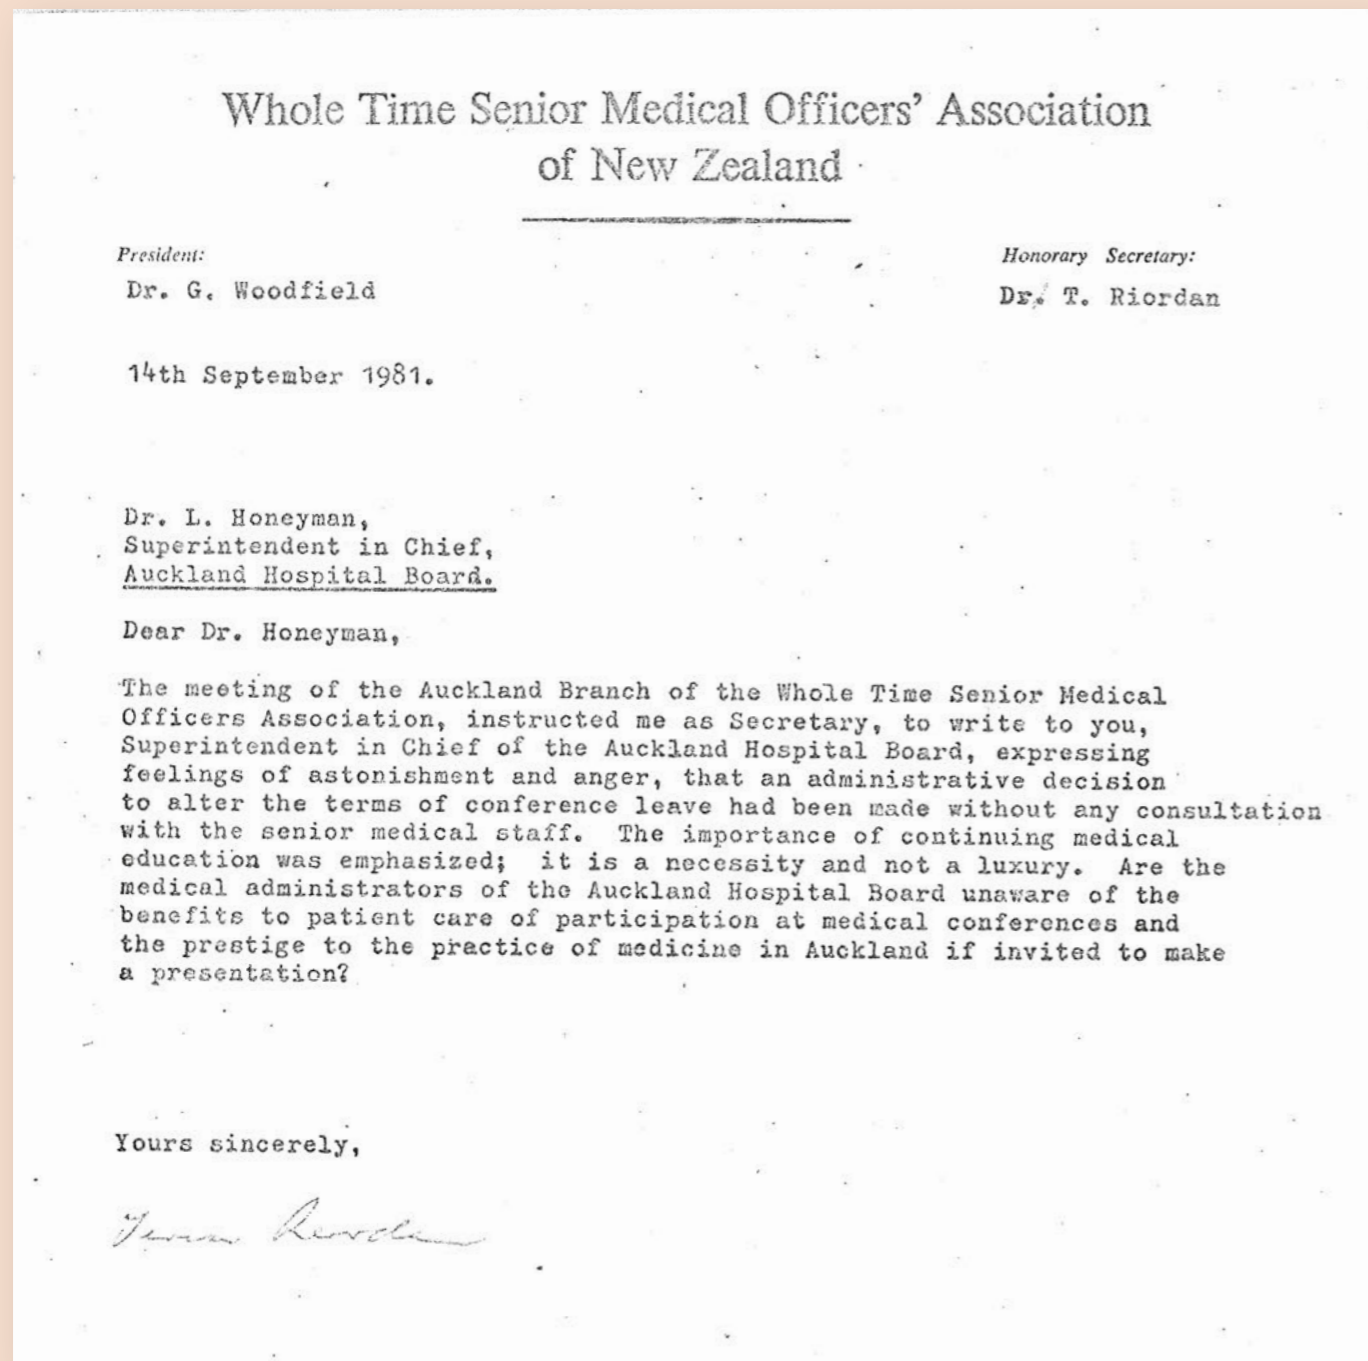 Whole Time Senior Medical Officers' Association
of New Zealand
President:
Dr. G. Woodfield
Honorary Secretary:
Dr. T. Riordan
14th September 1981.
Dr. L. Honeyman,
Superintendent in Chief,
Auckland Hospital Board.
Dear Dr. Honeyman,
The meeting of the Auckland Branch of the Whole Time Senior Medical
Officers Association, instructed me as Secretary, to write to you,
Superintendent in Chief of the Auckland Hospital Board, expressing
feelings of astonishment and anger, that an administrative decision
to alter the terms of conference leave had been made without any consultation
with the senior medical staff. The importance of continuing medical
education was emphasized; it is a necessity and not a luxury. Are the
medical administrators of the Auckland Hospital Board unaware of the
benefits to patient care of participation at medical conferences and
the prestige to the practice of medicine in Auckland if invited to make
a presentation?
Yours sincerely,